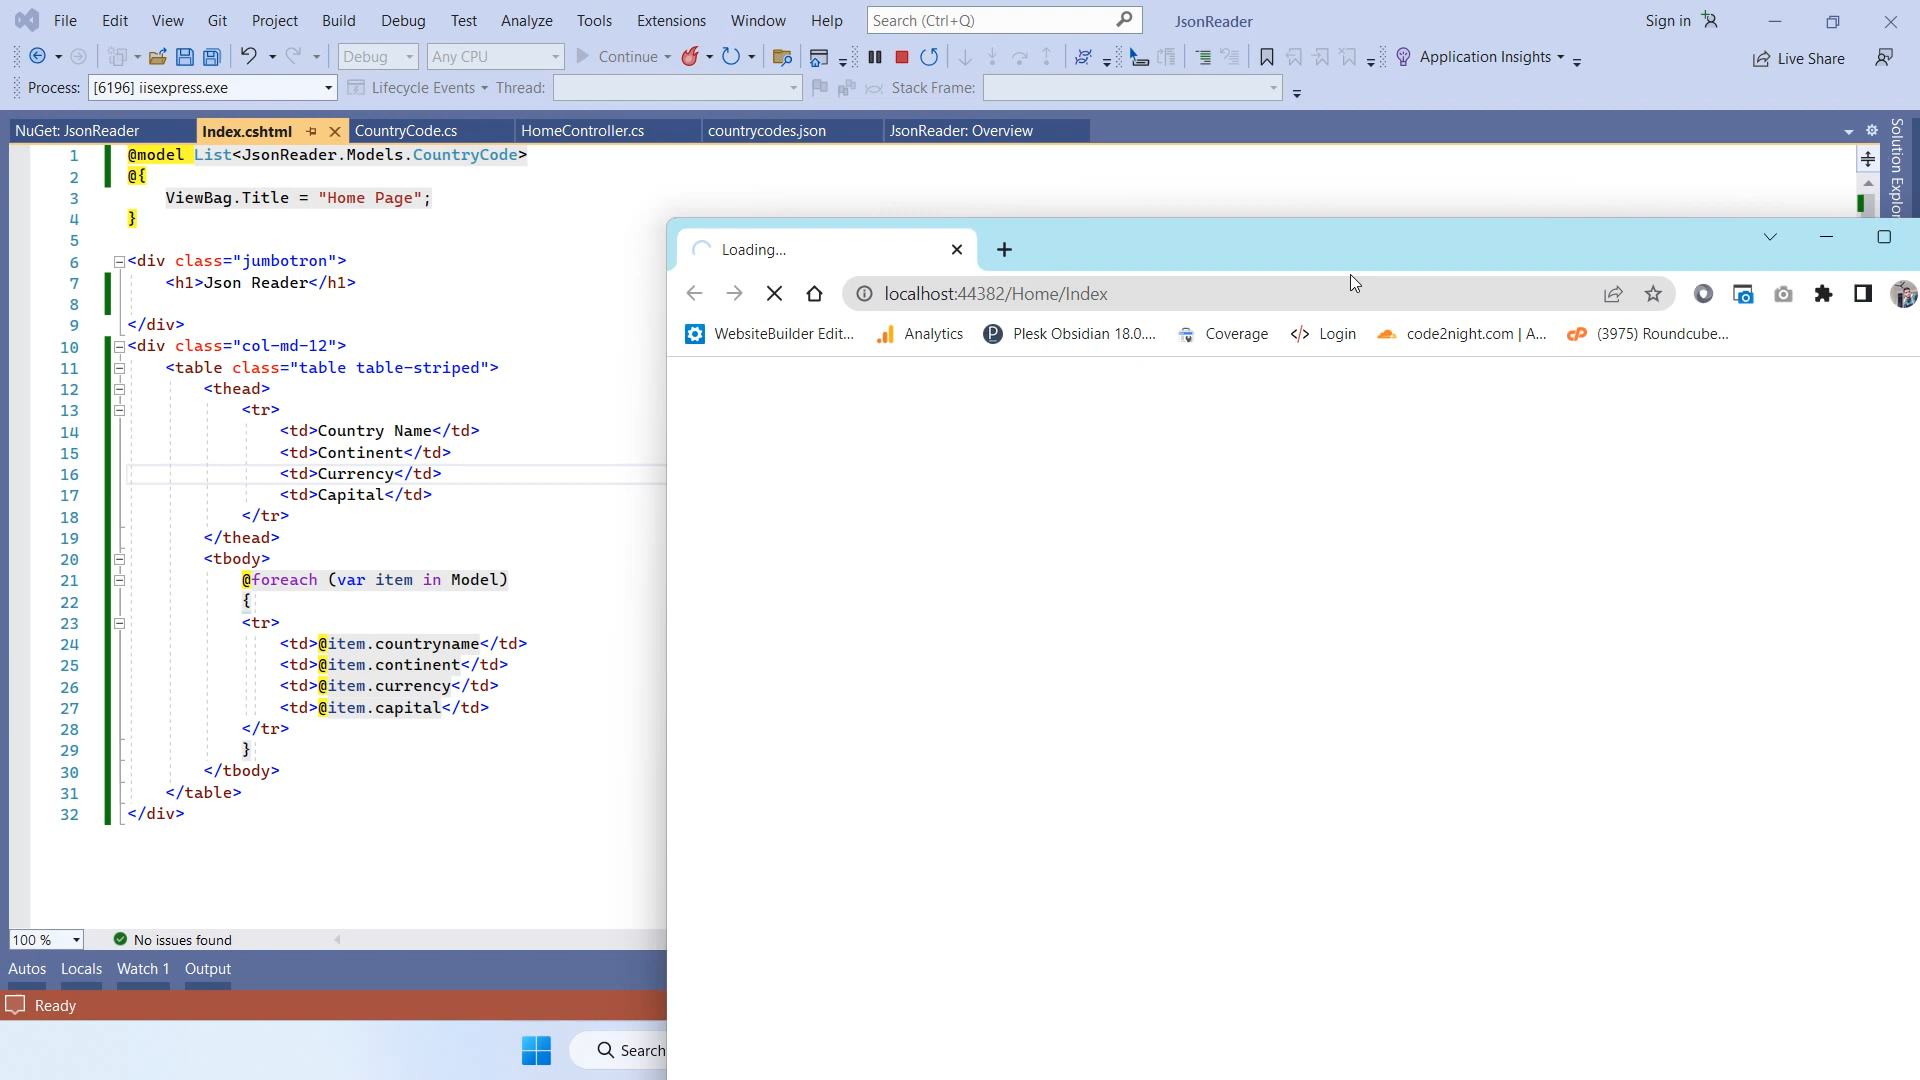 File Edit View Git Project Build Debug Test Analyze Tools Extensions Window Help Search (Ctrl+Q) JsonReader Sign in
Debug Any CPU Continue Application Insights Live Share
Process: [6196] iisexpress.exe Lifecycle Events Thread: Stack Frame:
NuGet: JsonReader Index.cshtml CountryCode.cs HomeController.cs countrycodes.json JsonReader: Overview
Solution Explor
1 @model List<JsonReader.Models.CountryCode>
2 @{
3 ViewBag.Title = "Home Page";
4 }
5
6 <div class="jumbotron">
7 <h1>Json Reader</h1>
8
9 </div>
10 <div class="col-md-12">
11 <table class="table table-striped">
12 <thead>
13 <tr>
14 <td>Country Name</td>
15 <td>Continent</td>
16 <td>Currency</td>
17 <td>Capital</td>
18 </tr>
19 </thead>
20 <tbody>
21 @foreach (var item in Model)
22 {
23 <tr>
24 <td>@item.countryname</td>
25 <td>@item.continent</td>
26 <td>@item.currency</td>
27 <td>@item.capital</td>
28 </tr>
29 }
30 </tbody>
31 </table>
32 </div>
Loading...
localhost:44382/Home/Index
WebsiteBuilder Edit... Analytics Plesk Obsidian 18.0.... Coverage Login code2night.com | A... (3975) Roundcube...
100 % No issues found
Autos Locals Watch 1 Output
Ready
Search